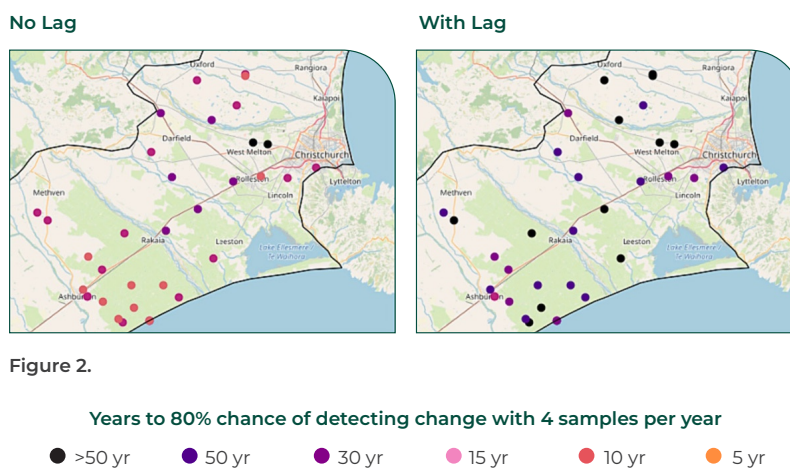 No Lag
With Lag
Oxford
Rangiora
Kaiapoi
Darfield
West Melton
Christchurch
Rolleston
Lincoln
Lyttelton
Methven
Rakaia
Leeston
Lake Ellesmere/
Te Waihora
Ashburton
Oxford
Rangiora
Kaiapoi
Darfield
West Melton
Christchurch
Rolleston
Lincoln
Lyttelton
Methven
Rakaia
Leeston
Lake Ellesmere/
Te Waihora
Ashburton
Figure 2.
Years to 80% chance of detecting change with 4 samples per year
>50 yr 50 yr 30 yr 15 yr 10 yr 5 yr